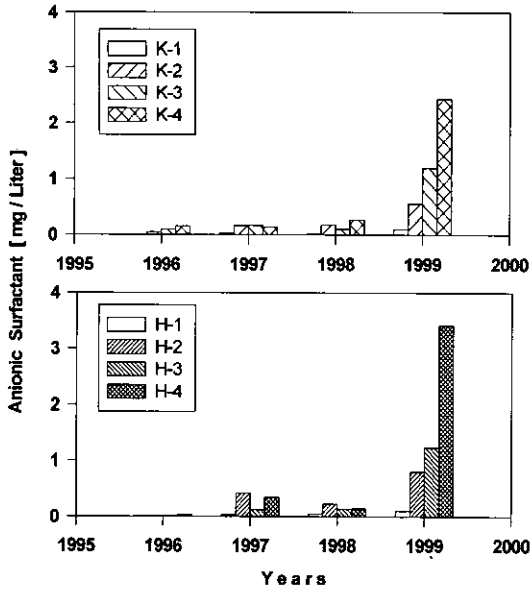 4
3
2
1
0
K-1
K-2
K-3
K-4
1995 1996 1997 1998 1999 2000
Anionic Surfactant [ mg / Liter ]
4
3
2
1
0
H-1
H-2
H-3
H-4
1995 1996 1997 1998 1999 2000
Years